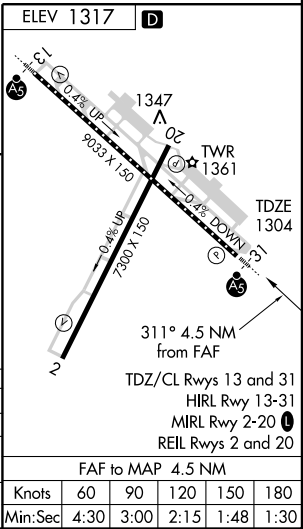 ELEV 1317 D
13
A5
V
0.4% UP
9033 X 150
1347
20
P
TWR
1361
TDZE
1304
0.4% DOWN
0.4% UP
7300 X 150
31
P
A5
V
2
311° 4.5 NM
from FAF
TDZ/CL Rwys 13 and 31
HIRL Rwy 13-31
MIRL Rwy 2-20 L
REIL Rwys 2 and 20
FAF to MAP 4.5 NM
Knots 60 90 120 150 180
Min:Sec 4:30 3:00 2:15 1:48 1:30